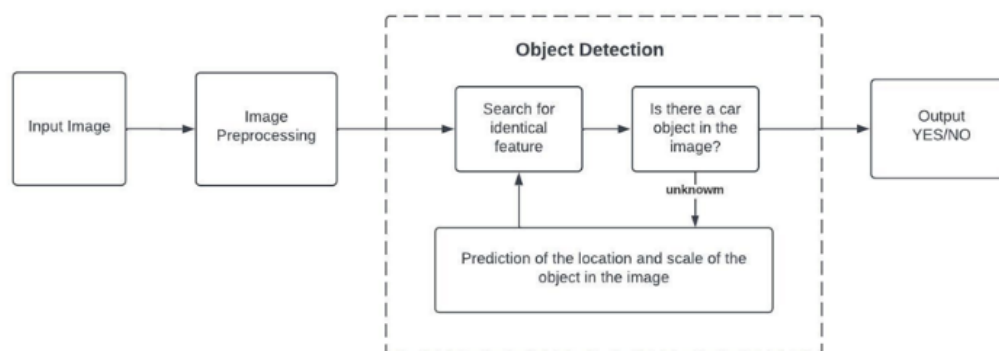 Object Detection
Input Image
Image
Preprocessing
Search for
identical
feature
Is there a car
object in the
image?
Output
YES/NO
unknowm
Prediction of the location and scale of the
object in the image